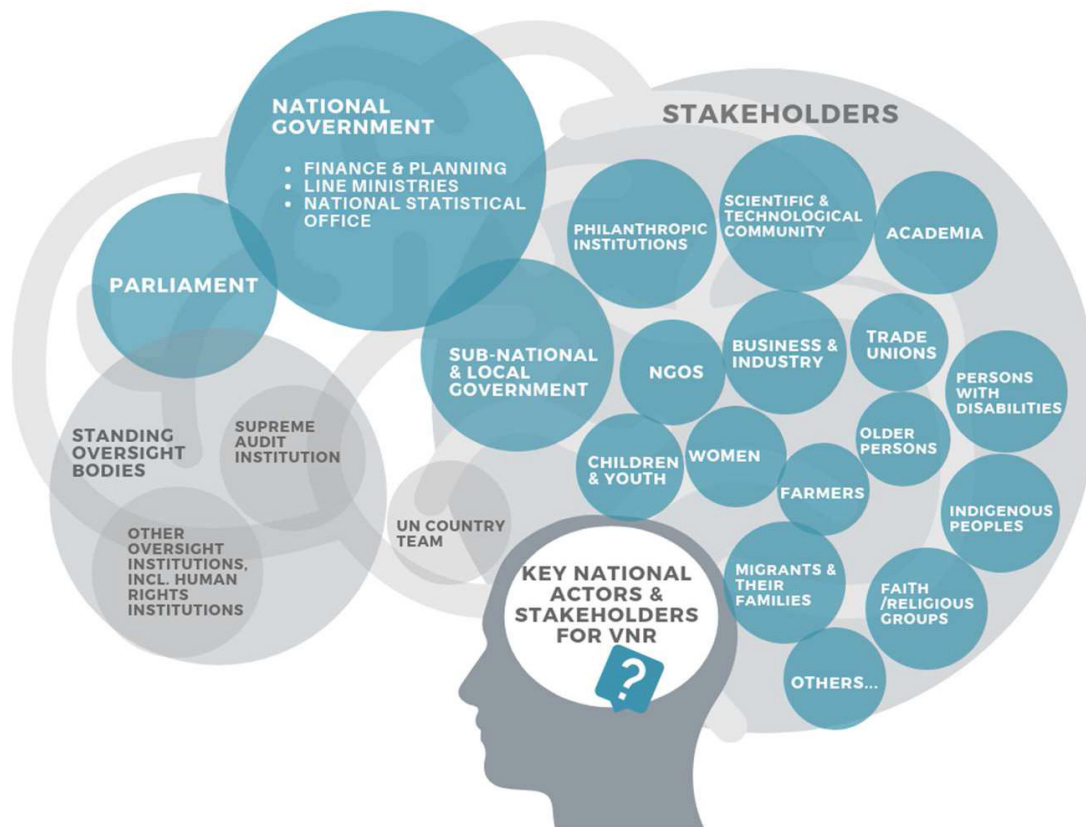 NATIONAL
GOVERNMENT
• FINANCE & PLANNING
• LINE MINISTRIES
• NATIONAL STATISTICAL
OFFICE
PARLIAMENT
STANDING
OVERSIGHT
BODIES
SUPREME
AUDIT
INSTITUTION
OTHER
OVERSIGHT
INSTITUTIONS,
INCL. HUMAN
RIGHTS
INSTITUTIONS
SUB-NATIONAL
& LOCAL
GOVERNMENT
UN COUNTRY
TEAM
STAKEHOLDERS
PHILANTHROPIC
INSTITUTIONS
SCIENTIFIC &
TECHNOLOGICAL
COMMUNITY
ACADEMIA
NGOS
BUSINESS &
INDUSTRY
TRADE
UNIONS
PERSONS
WITH
DISABILITIES
CHILDREN
& YOUTH
WOMEN
FARMERS
OLDER
PERSONS
INDIGENOUS
PEOPLES
MIGRANTS &
THEIR
FAMILIES
FAITH
/RELIGIOUS
GROUPS
OTHERS...
KEY NATIONAL
ACTORS &
STAKEHOLDERS
FOR VNR
?